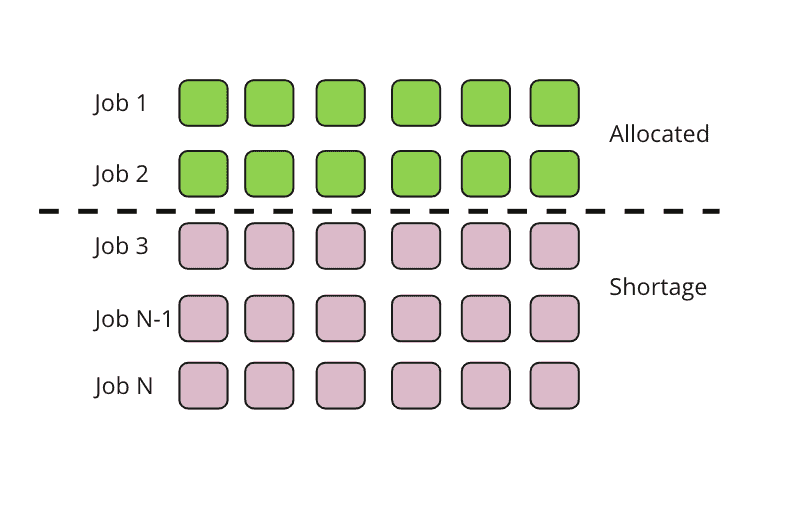 Job 1
Allocated
Job 2
Job 3
Shortage
Job N-1
Job N